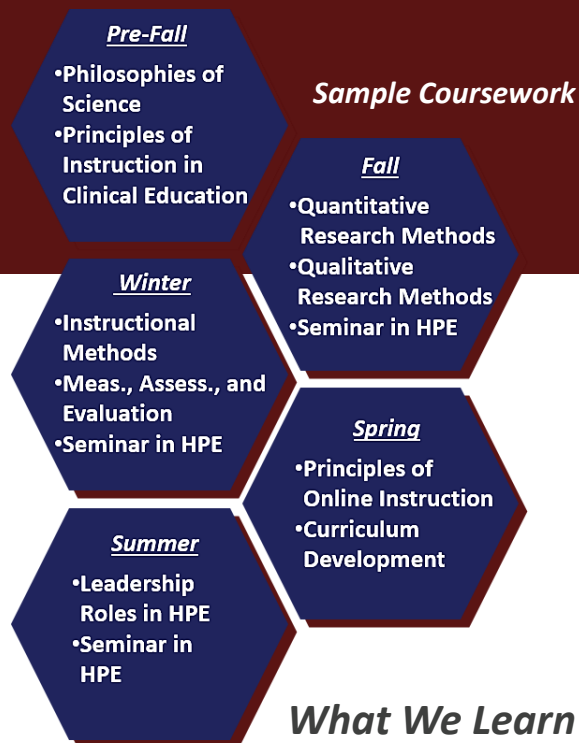 Pre-Fall
•Philosophies of
Science
•Principles of
Instruction in
Clinical Education
Sample Coursework
Fall
•Quantitative
Research Methods
•Qualitative
Research Methods
•Seminar in HPE
Winter
•Instructional
Methods
•Meas., Assess., and
Evaluation
•Seminar in HPE
Spring
•Principles of
Online Instruction
•Curriculum
Development
Summer
•Leadership
Roles in HPE
•Seminar in
HPE
What We Learn